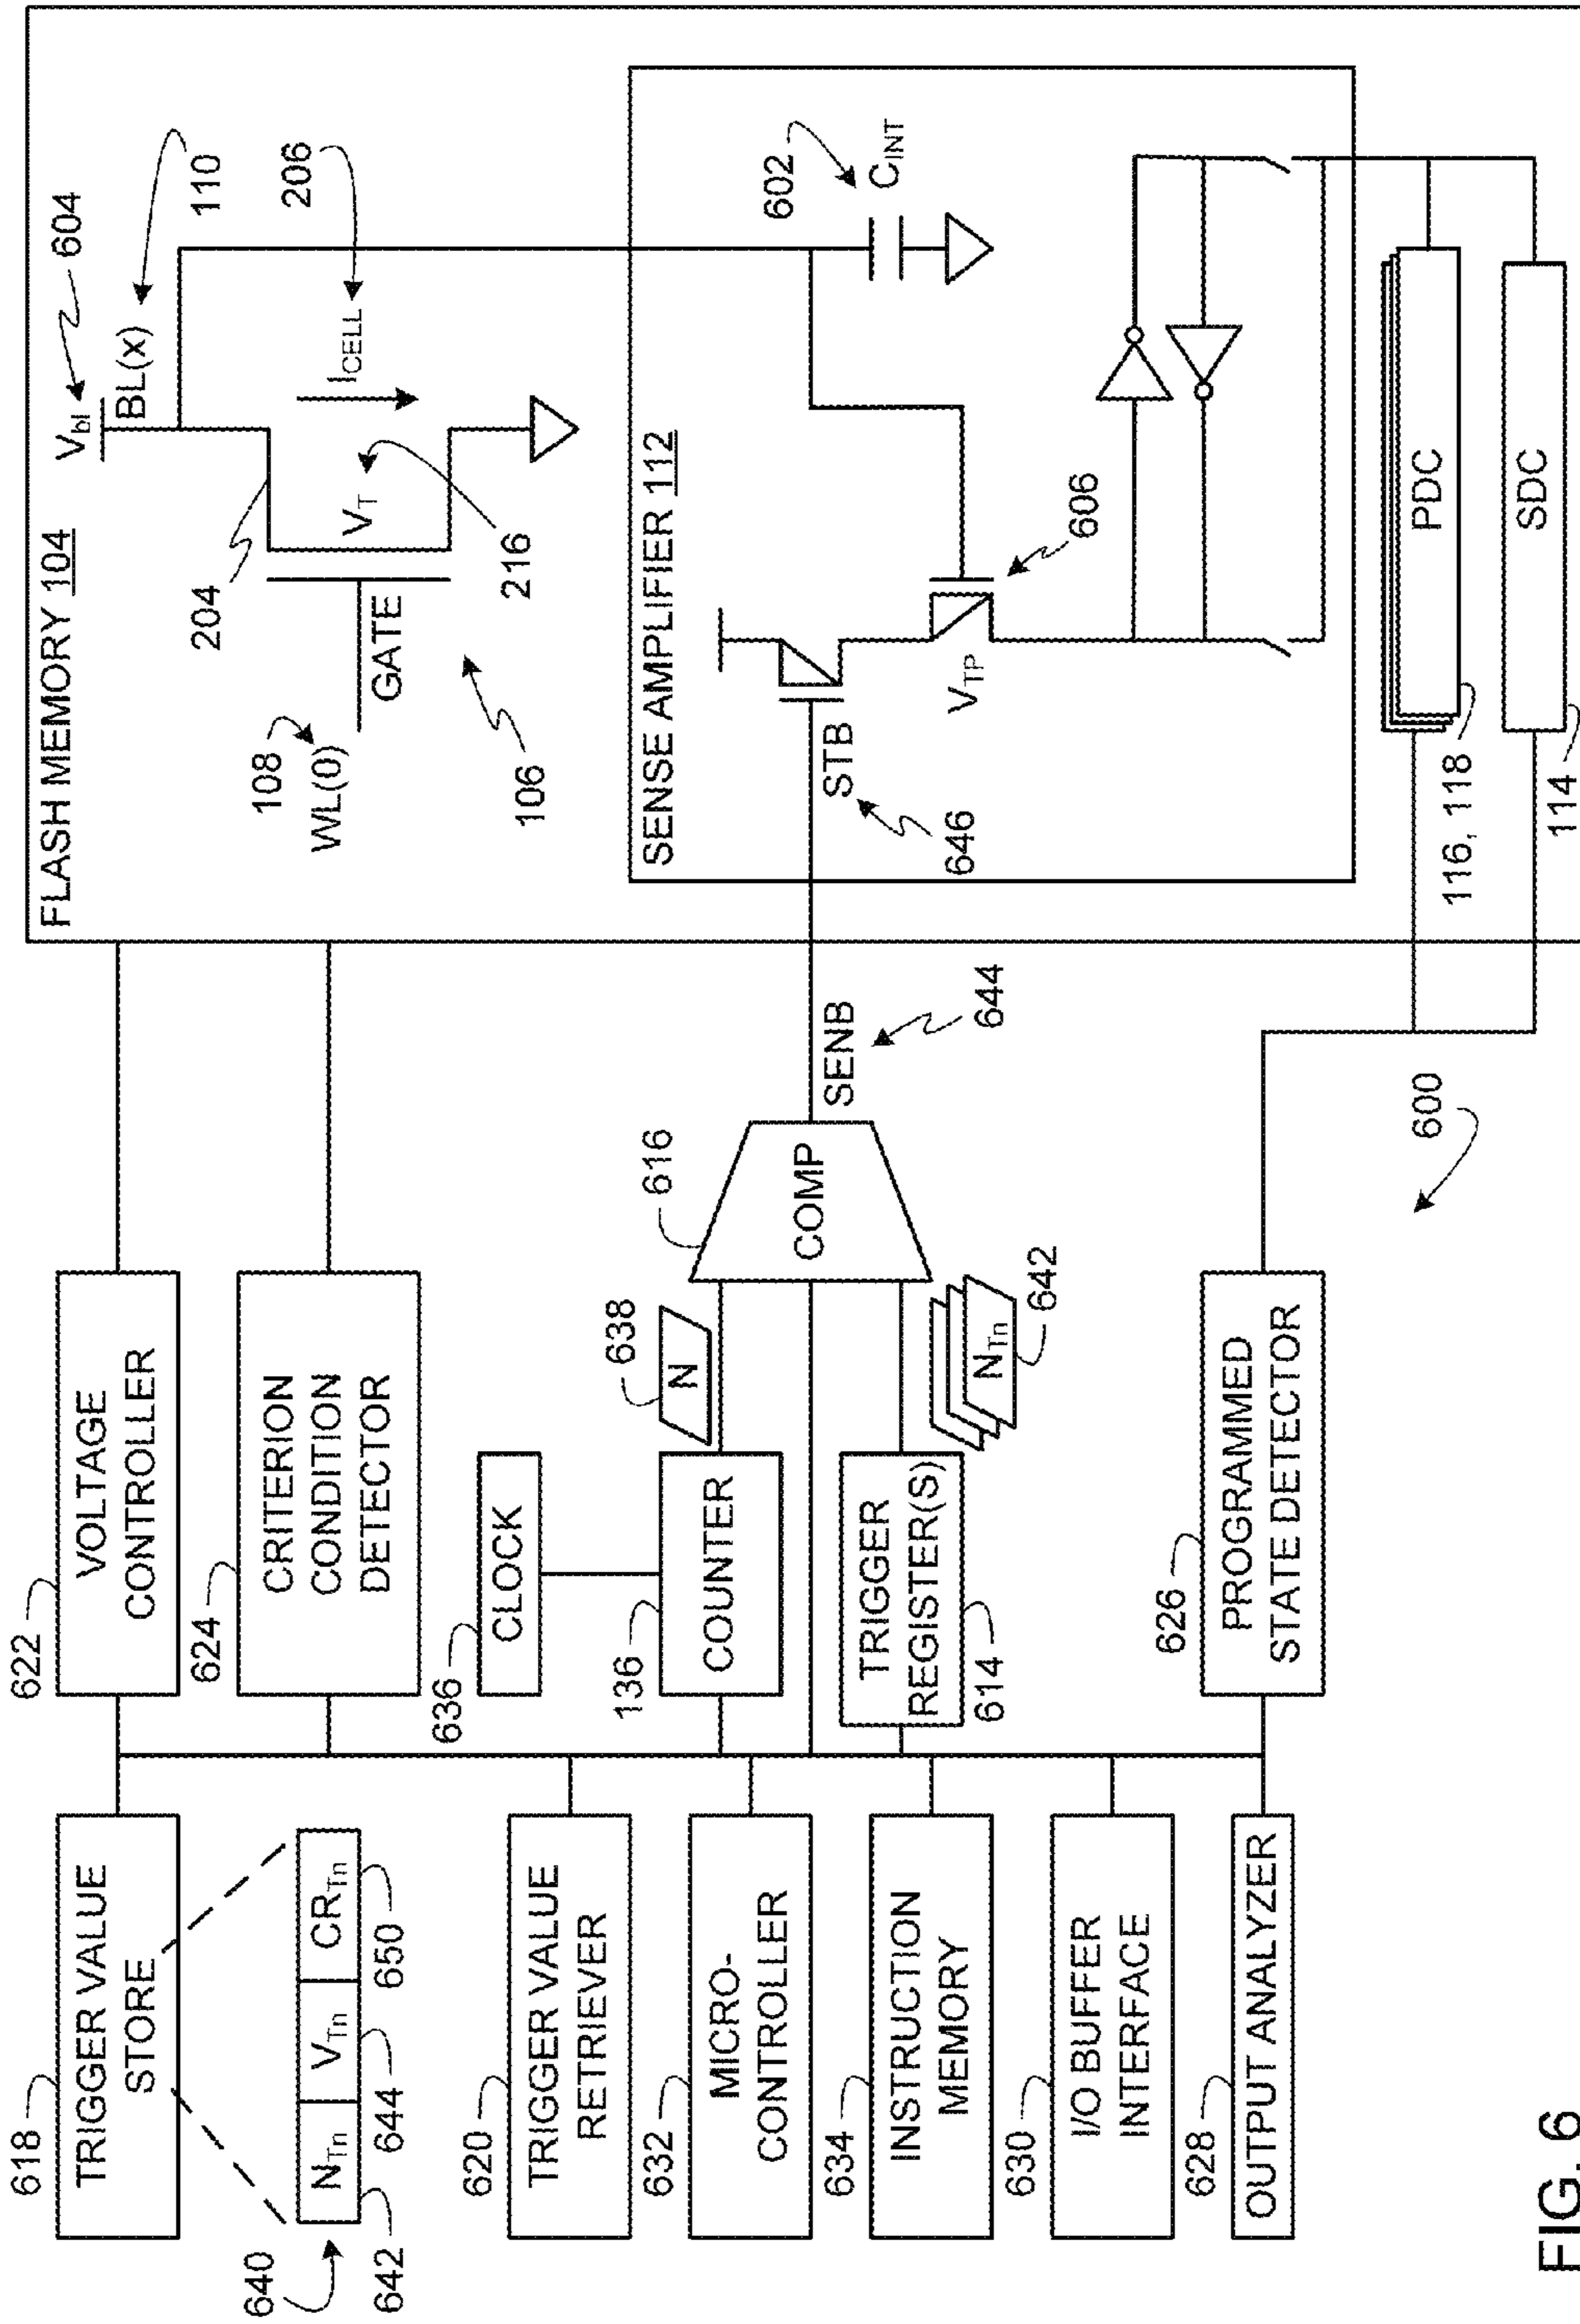 618
TRIGGER VALUE
STORE
640
N_Tn
V_Tn
CR_Tn
642
644
650
620
TRIGGER VALUE
RETRIEVER
632
MICRO-
CONTROLLER
634
INSTRUCTION
MEMORY
630
I/O BUFFER
INTERFACE
628
OUTPUT ANALYZER
622
VOLTAGE
CONTROLLER
624
CRITERION
CONDITION
DETECTOR
636
CLOCK
136
COUNTER
N
638
TRIGGER
REGISTER(S)
614
N_Tn
642
616
COMP
SENB
644
626
PROGRAMMED
STATE DETECTOR
600
FLASH MEMORY 104
V_bl
604
BL(x)
110
204
V_T
216
I_CELL
206
108
WL(0)
GATE
106
SENSE AMPLIFIER 112
602
C_INT
STB
646
V_TP
606
116, 118
PDC
114
SDC
FIG. 6